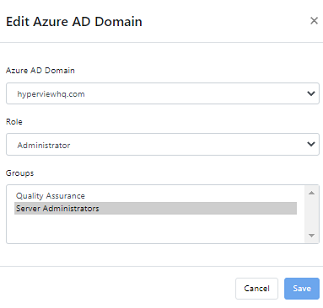 Edit Azure AD Domain
Azure AD Domain
hyperviewhq.com
Role
Administrator
Groups
Quality Assurance
Server Administrators
Cancel
Save